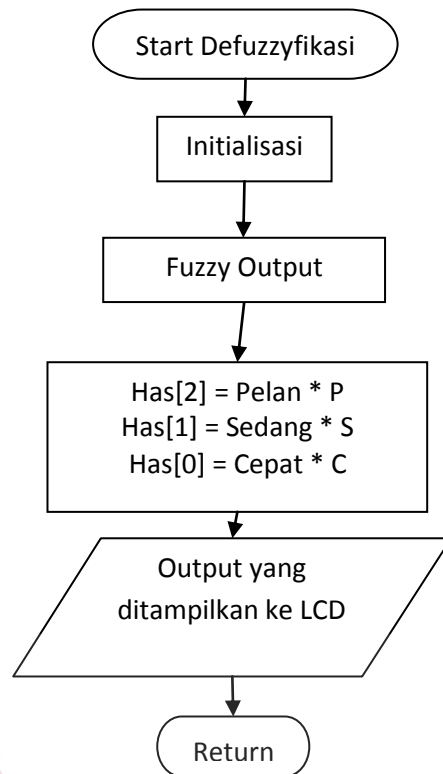 Start Defuzzyfikasi
Initialisasi
Fuzzy Output
Has[2] = Pelan * P
Has[1] = Sedang * S
Has[0] = Cepat * C
Output yang
ditampilkan ke LCD
Return